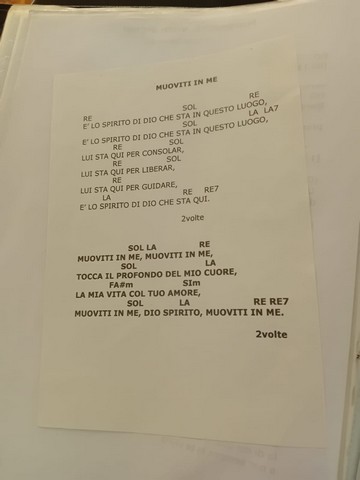 MUOVITI IN ME
RE SOL RE
E' LO SPIRITO DI DIO CHE STA IN QUESTO LUOGO,
SOL LA LA7
E' LO SPIRITO DI DIO CHE STA IN QUESTO LUOGO,
RE SOL
LUI STA QUI PER CONSOLAR,
RE SOL
LUI STA QUI PER LIBERAR,
RE
LUI STA QUI PER GUIDARE,
LA RE RE7
E' LO SPIRITO DI DIO CHE STA QUI.
2volte
SOL LA RE
MUOVITI IN ME, MUOVITI IN ME,
SOL LA
TOCCA IL PROFONDO DEL MIO CUORE,
FA#m SIm
LA MIA VITA COL TUO AMORE,
SOL LA RE RE7
MUOVITI IN ME, DIO SPIRITO, MUOVITI IN ME.
2volte